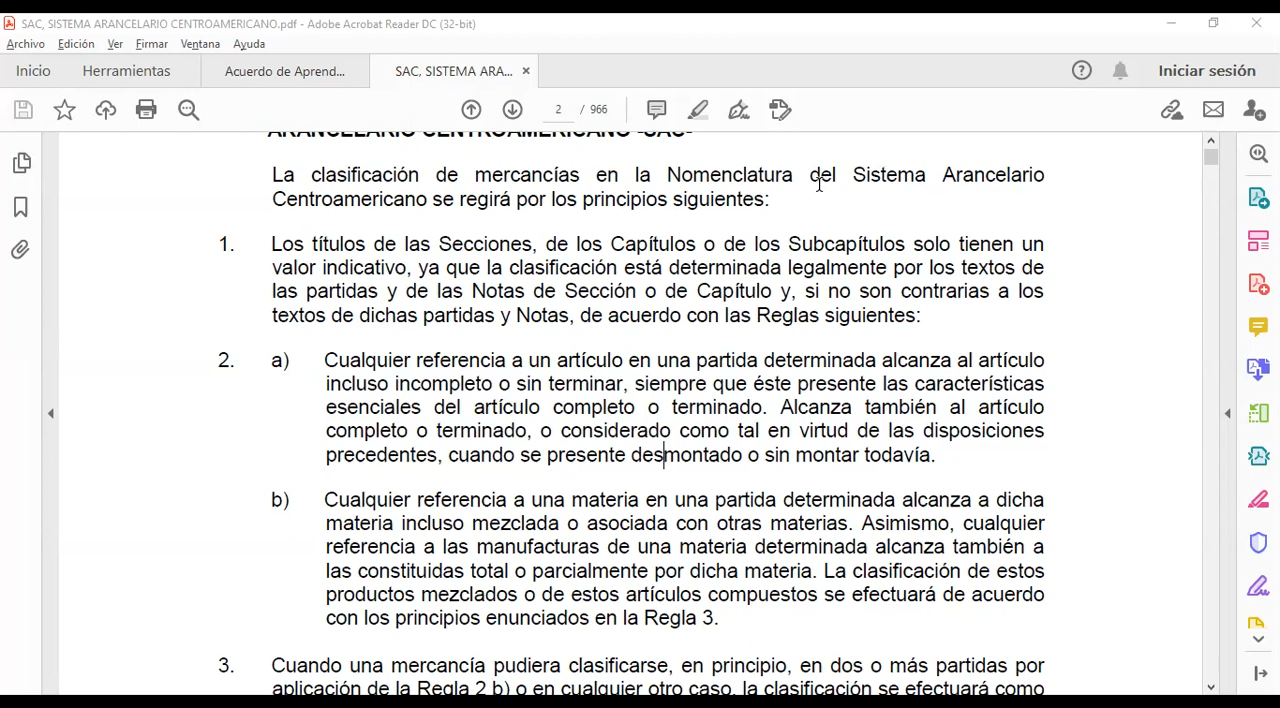 SAC, SISTEMA ARANCELARIO CENTROAMERICANO.pdf - Adobe Acrobat Reader DC (32-bit)
Archivo Edición Ver Firmar Ventana Ayuda
Inicio Herramientas Acuerdo de Aprend... SAC, SISTEMA ARA... × Iniciar sesión
2 / 966
ARANCELARIO CENTROAMERICANO -SAC-
La clasificación de mercancías en la Nomenclatura del Sistema Arancelario
Centroamericano se regirá por los principios siguientes:
1. Los títulos de las Secciones, de los Capítulos o de los Subcapítulos solo tienen un
valor indicativo, ya que la clasificación está determinada legalmente por los textos de
las partidas y de las Notas de Sección o de Capítulo y, si no son contrarias a los
textos de dichas partidas y Notas, de acuerdo con las Reglas siguientes:
2. a) Cualquier referencia a un artículo en una partida determinada alcanza al artículo
incluso incompleto o sin terminar, siempre que éste presente las características
esenciales del artículo completo o terminado. Alcanza también al artículo
completo o terminado, o considerado como tal en virtud de las disposiciones
precedentes, cuando se presente desmontado o sin montar todavía.
b) Cualquier referencia a una materia en una partida determinada alcanza a dicha
materia incluso mezclada o asociada con otras materias. Asimismo, cualquier
referencia a las manufacturas de una materia determinada alcanza también a
las constituidas total o parcialmente por dicha materia. La clasificación de estos
productos mezclados o de estos artículos compuestos se efectuará de acuerdo
con los principios enunciados en la Regla 3.
3. Cuando una mercancía pudiera clasificarse, en principio, en dos o más partidas por
aplicación de la Regla 2 b) o en cualquier otro caso, la clasificación se efectuará como